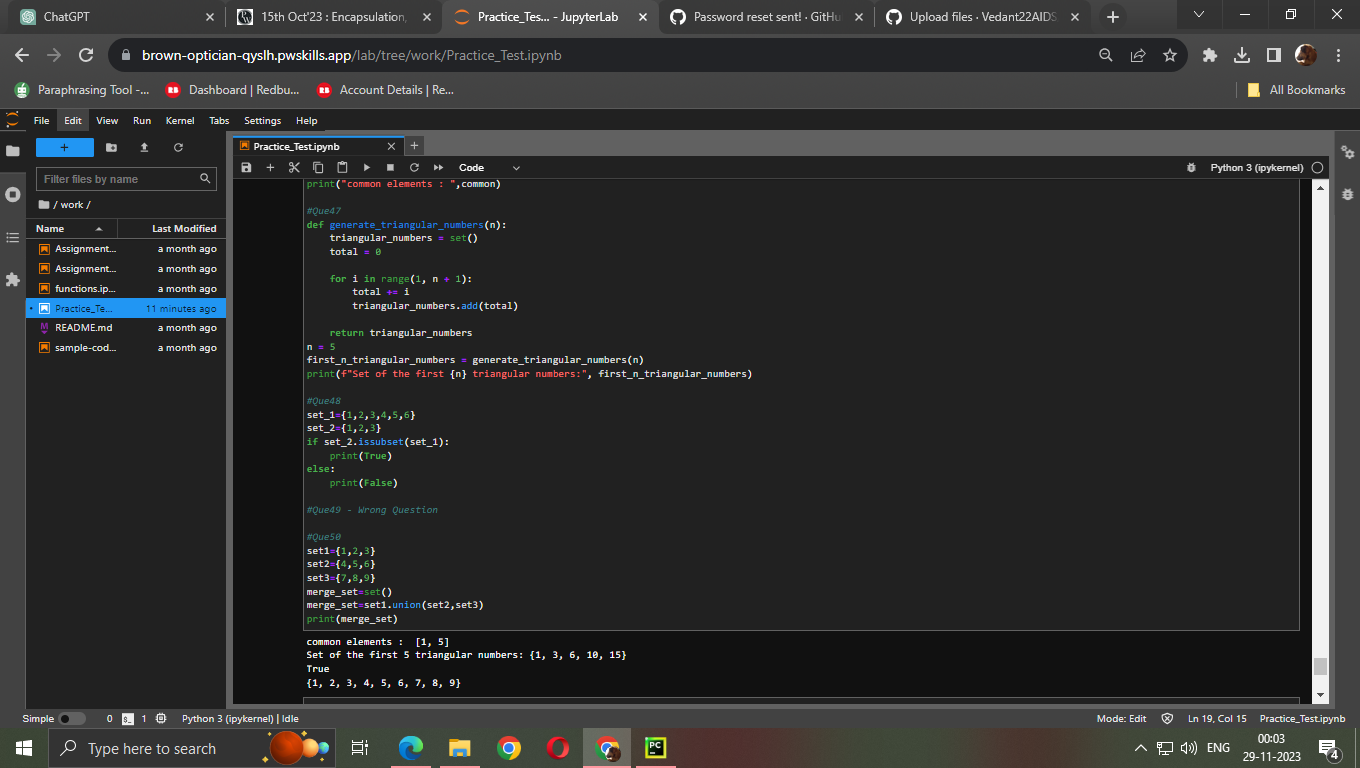 ChatGPT
15th Oct'23 : Encapsulation,
Practice_Tes... - JupyterLab
Password reset sent! · GitHu
Upload files · Vedant22AIDS
brown-optician-qyslh.pwskills.app/lab/tree/work/Practice_Test.ipynb
Paraphrasing Tool -...
Dashboard | Redbu...
Account Details | Re...
All Bookmarks
File Edit View Run Kernel Tabs Settings Help
Practice_Test.ipynb
Code
Python 3 (ipykernel)
Filter files by name
/ work /
Name Last Modified
Assignment... a month ago
Assignment... a month ago
functions.ip... a month ago
Practice_Te... 11 minutes ago
README.md a month ago
sample-cod... a month ago
print("common elements : ",common)
#Que47
def generate_triangular_numbers(n):
    triangular_numbers = set()
    total = 0
    for i in range(1, n + 1):
        total += i
        triangular_numbers.add(total)
    return triangular_numbers
n = 5
first_n_triangular_numbers = generate_triangular_numbers(n)
print(f"Set of the first {n} triangular numbers:", first_n_triangular_numbers)
#Que48
set_1={1,2,3,4,5,6}
set_2={1,2,3}
if set_2.issubset(set_1):
    print(True)
else:
    print(False)
#Que49 - Wrong Question
#Que50
set1={1,2,3}
set2={4,5,6}
set3={7,8,9}
merge_set=set()
merge_set=set1.union(set2,set3)
print(merge_set)
common elements :  [1, 5]
Set of the first 5 triangular numbers: {1, 3, 6, 10, 15}
True
{1, 2, 3, 4, 5, 6, 7, 8, 9}
Simple 0 1 Python 3 (ipykernel) | Idle
Mode: Edit Ln 19, Col 15 Practice_Test.ipynb
Type here to search
PC
ENG
00:03
29-11-2023
4